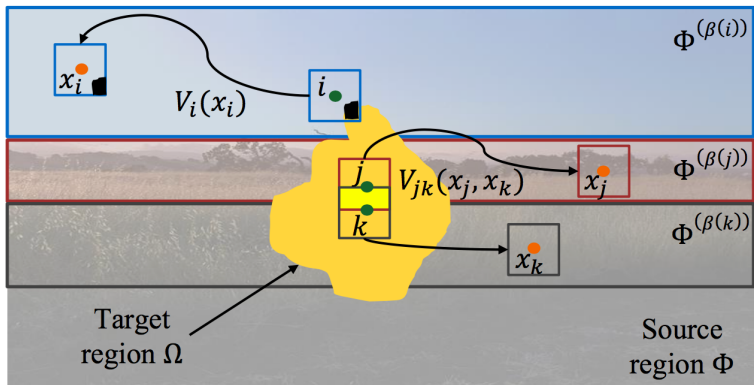 Φ^(β(i))
x_i
i
V_i(x_i)
Φ^(β(j))
j
V_jk(x_j, x_k)
x_j
k
Φ^(β(k))
x_k
Target
region Ω
Source
region Φ